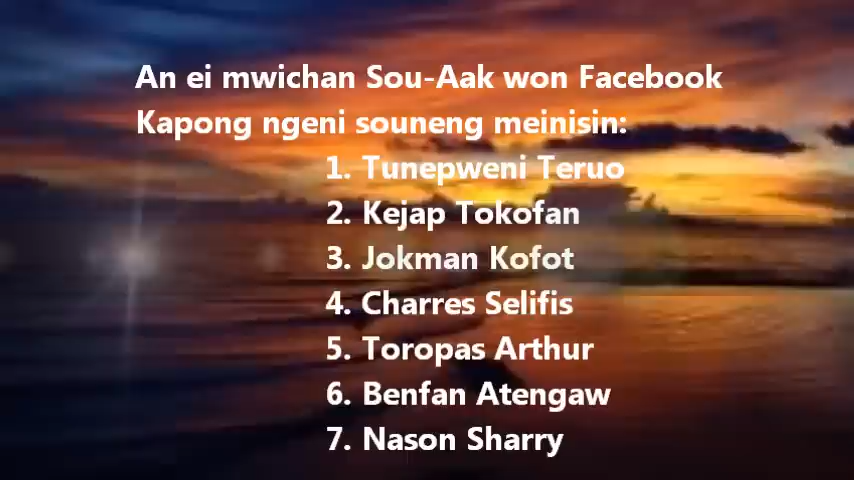 An ei mwichan Sou-Aak won Facebook
Kapong ngeni souneng meinisin:
1. Tunepweni Teruo
2. Kejap Tokofan
3. Jokman Kofot
4. Charres Selifis
5. Toropas Arthur
6. Benfan Atengaw
7. Nason Sharry